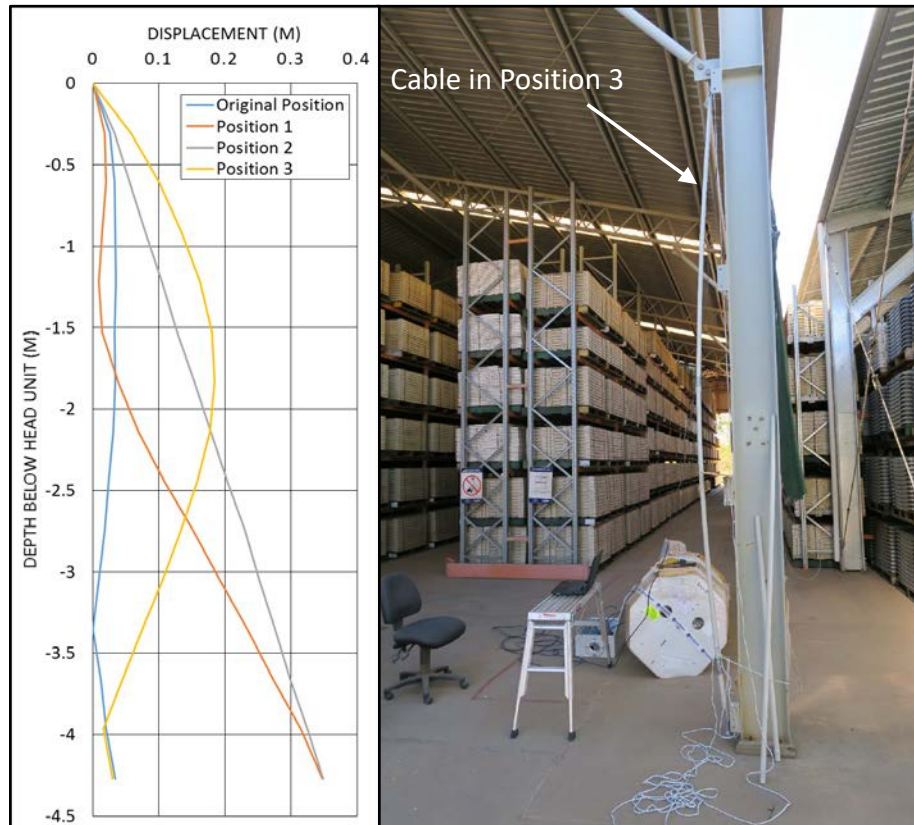 DISPLACEMENT (M)
0 0.1 0.2 0.3 0.4
0
-0.5
-1
-1.5
-2
-2.5
-3
-3.5
-4
-4.5
DEPTH BELOW HEAD UNIT (M)
Original Position
Position 1
Position 2
Position 3
Cable in Position 3